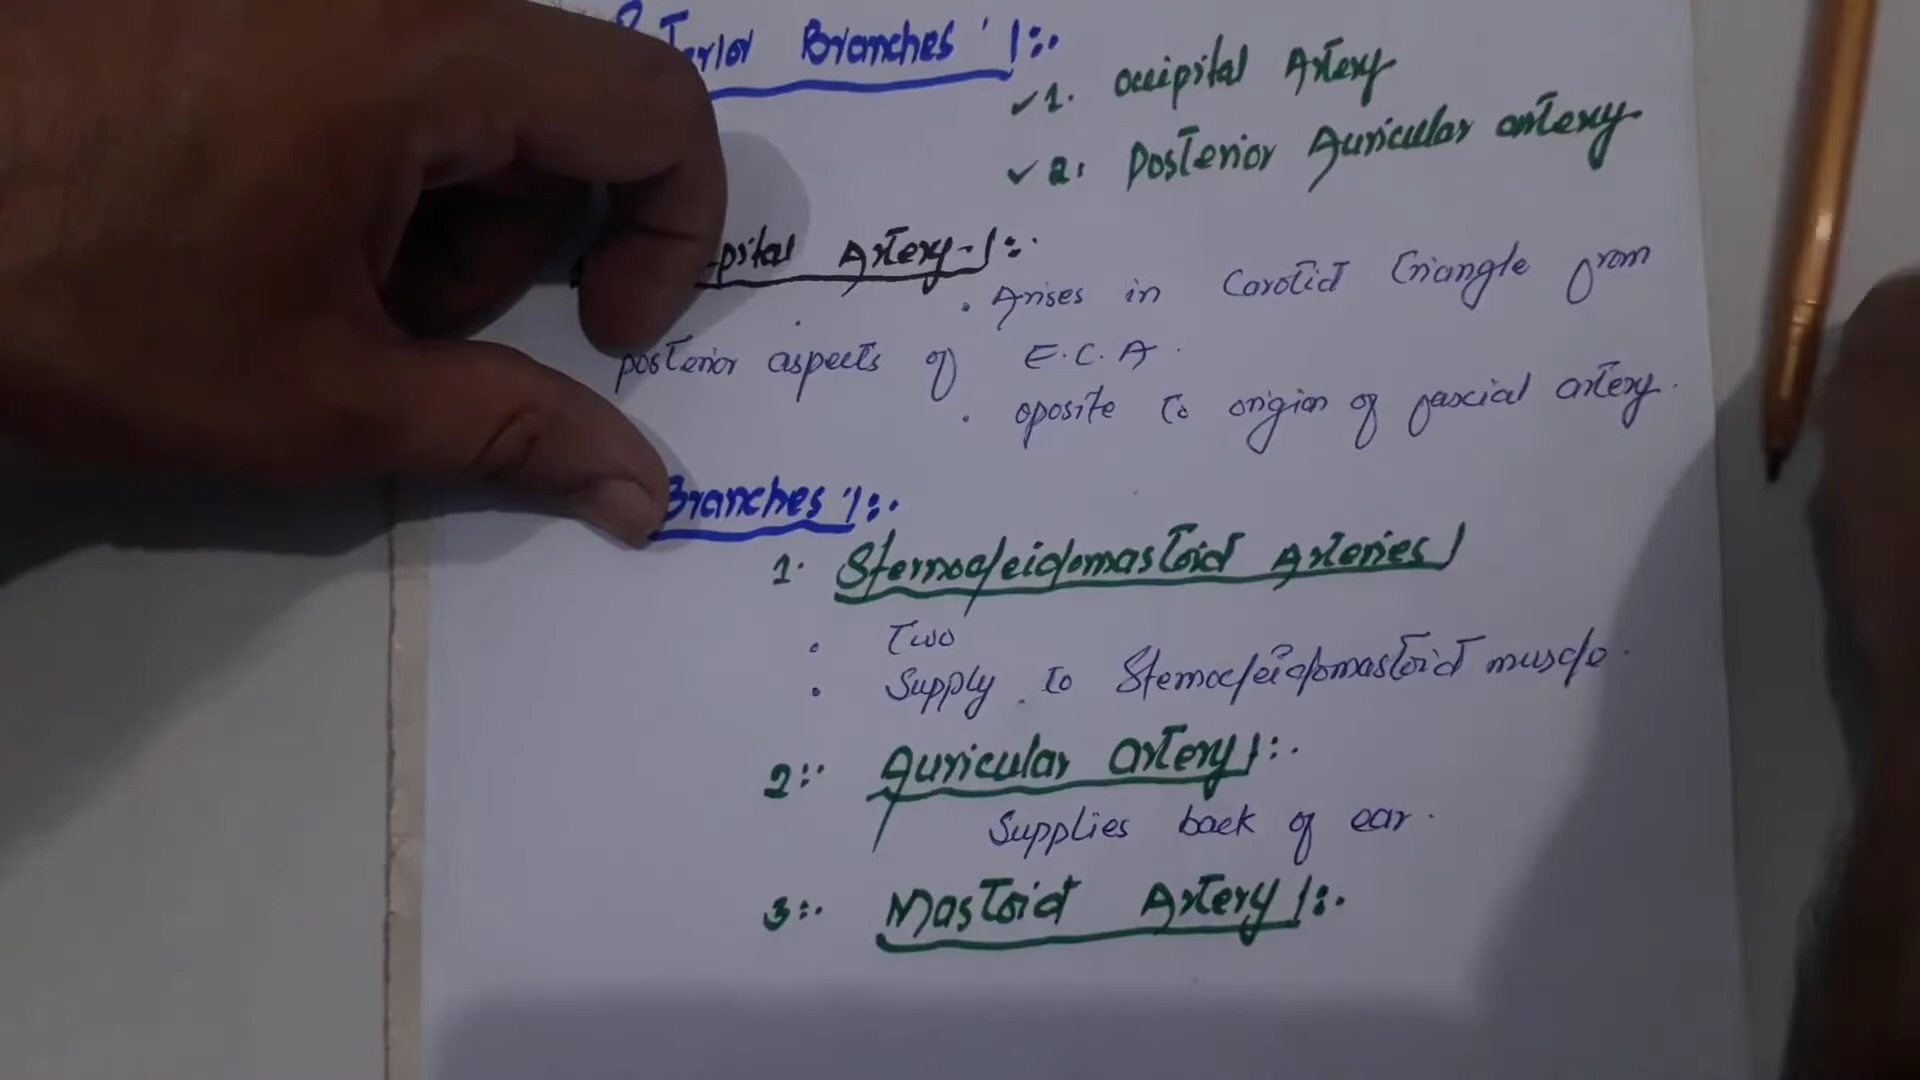 Branches :-
✓ 1. Occipital Artery
✓ 2. Posterior Auricular artery
Artery :-
• Arises in Carotid triangle from
posterior aspects of E.C.A.
• oposite to origion of fascial artery.
Branches :-
1. Sternocleidomastoid Arteries
• Two
• Supply to Sternocleidomastoid muscle.
2:- Auricular artery :-
Supplies back of ear.
3:- Mastoid Artery :-